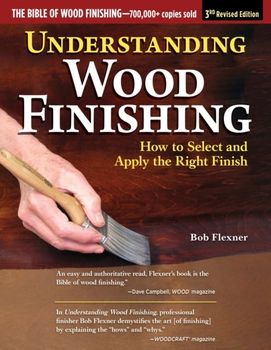 THE BIBLE OF WOOD FINISHING—700,000+ copies sold
3RD Revised Edition
UNDERSTANDING
WOOD
FINISHING
How to Select and
Apply the Right Finish
Bob Flexner
An easy and authoritative read, Flexner's book is the
Bible of wood finishing."
—Dave Campbell, WOOD magazine
In Understanding Wood Finishing, professional
finisher Bob Flexner demystifies the art [of finishing]
by explaining the "hows" and "whys."
—WOODCRAFT magazine